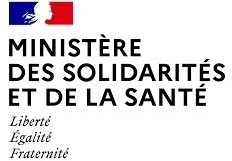 MINISTÈRE
DES SOLIDARITÉS
ET DE LA SANTÉ
Liberté
Égalité
Fraternité